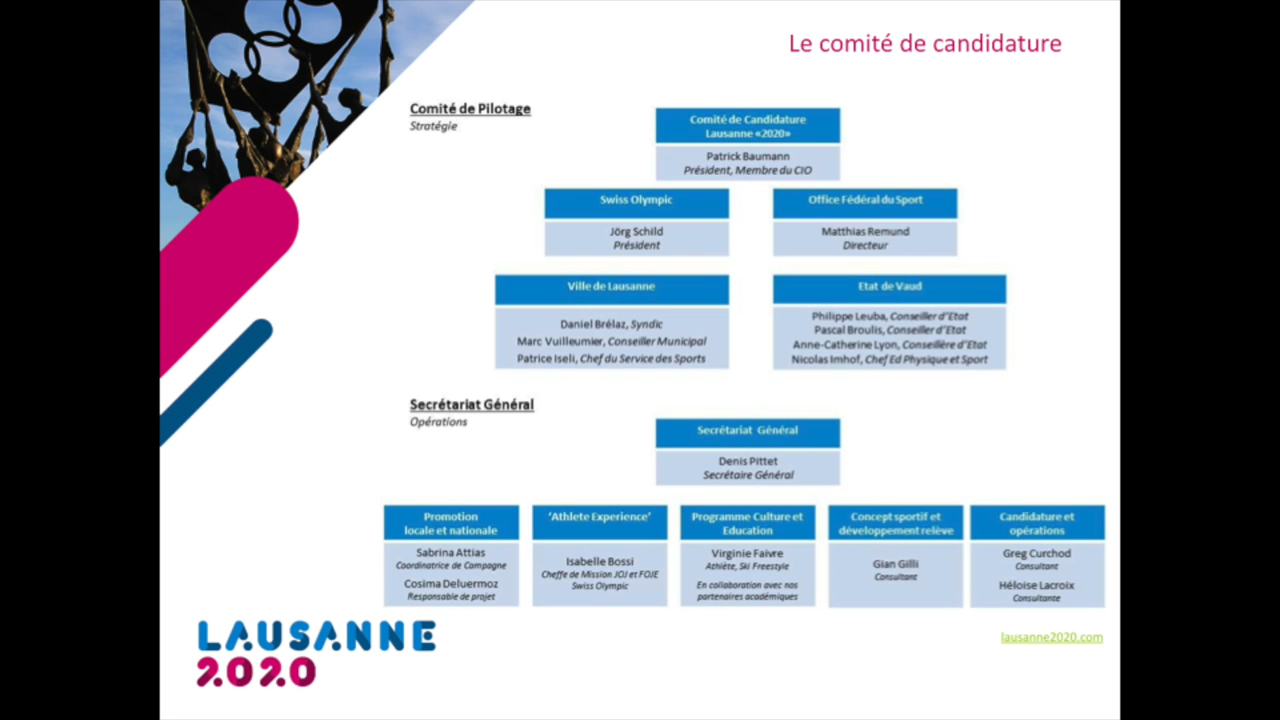 Le comité de candidature
Comité de Pilotage
Stratégie
Comité de Candidature
Lausanne «2020»
Patrick Baumann
Président, Membre du CIO
Swiss Olympic
Jörg Schild
Président
Office Fédéral du Sport
Matthias Remund
Directeur
Ville de Lausanne
Daniel Brélaz, Syndic
Marc Vuilleumier, Conseiller Municipal
Patrice Iseli, Chef du Service des Sports
Etat de Vaud
Philippe Leuba, Conseiller d'Etat
Pascal Broulis, Conseiller d'Etat
Anne-Catherine Lyon, Conseillère d'Etat
Nicolas Imhof, Chef Ed Physique et Sport
Secrétariat Général
Opérations
Secrétariat Général
Denis Pittet
Secrétaire Général
Promotion
locale et nationale
Sabrina Attias
Coordinatrice de Campagne
Cosima Deluermoz
Responsable de projet
'Athlete Experience'
Isabelle Bossi
Cheffe de Mission JOJ et FOJE
Swiss Olympic
Programme Culture et
Education
Virginie Faivre
Athlète, Ski Freestyle
En collaboration avec nos
partenaires académiques
Concept sportif et
développement relève
Gian Gilli
Consultant
Candidature et
opérations
Greg Curchod
Consultant
Héloise Lacroix
Consultante
LAUSANNE
2020
lausanne2020.com